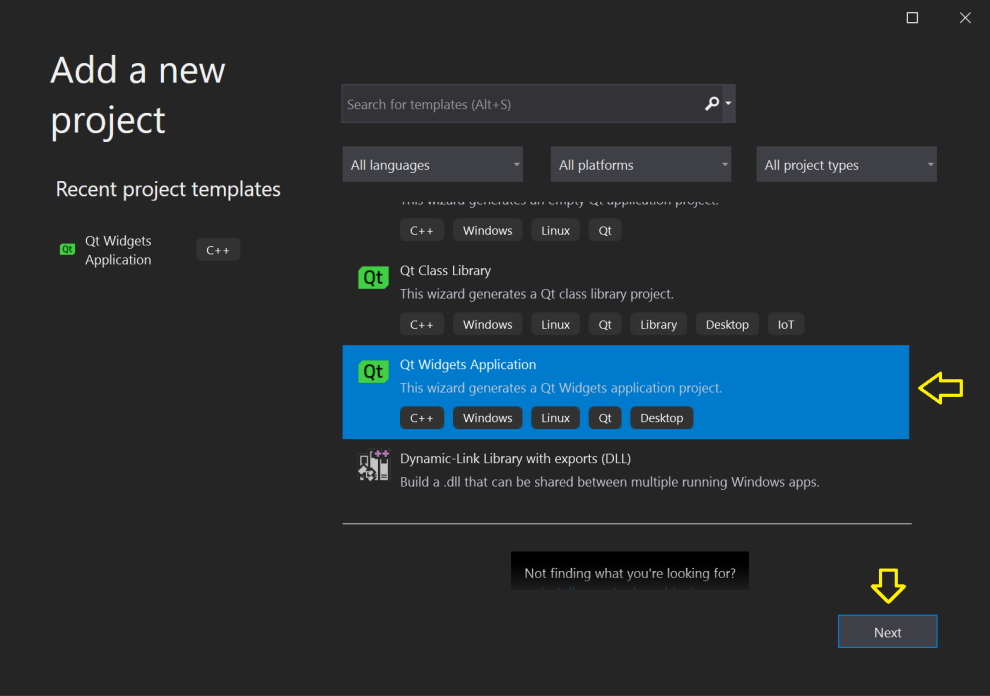 Add a new
project
Search for templates (Alt+S)
All languages
All platforms
All project types
Recent project templates
Qt
Qt Widgets
Application
C++
This wizard generates an empty Qt application project.
C++ Windows Linux Qt
Qt
Qt Class Library
This wizard generates a Qt class library project.
C++ Windows Linux Qt Library Desktop IoT
Qt
Qt Widgets Application
This wizard generates a Qt Widgets application project.
C++ Windows Linux Qt Desktop
Dynamic-Link Library with exports (DLL)
Build a .dll that can be shared between multiple running Windows apps.
Not finding what you're looking for?
Next